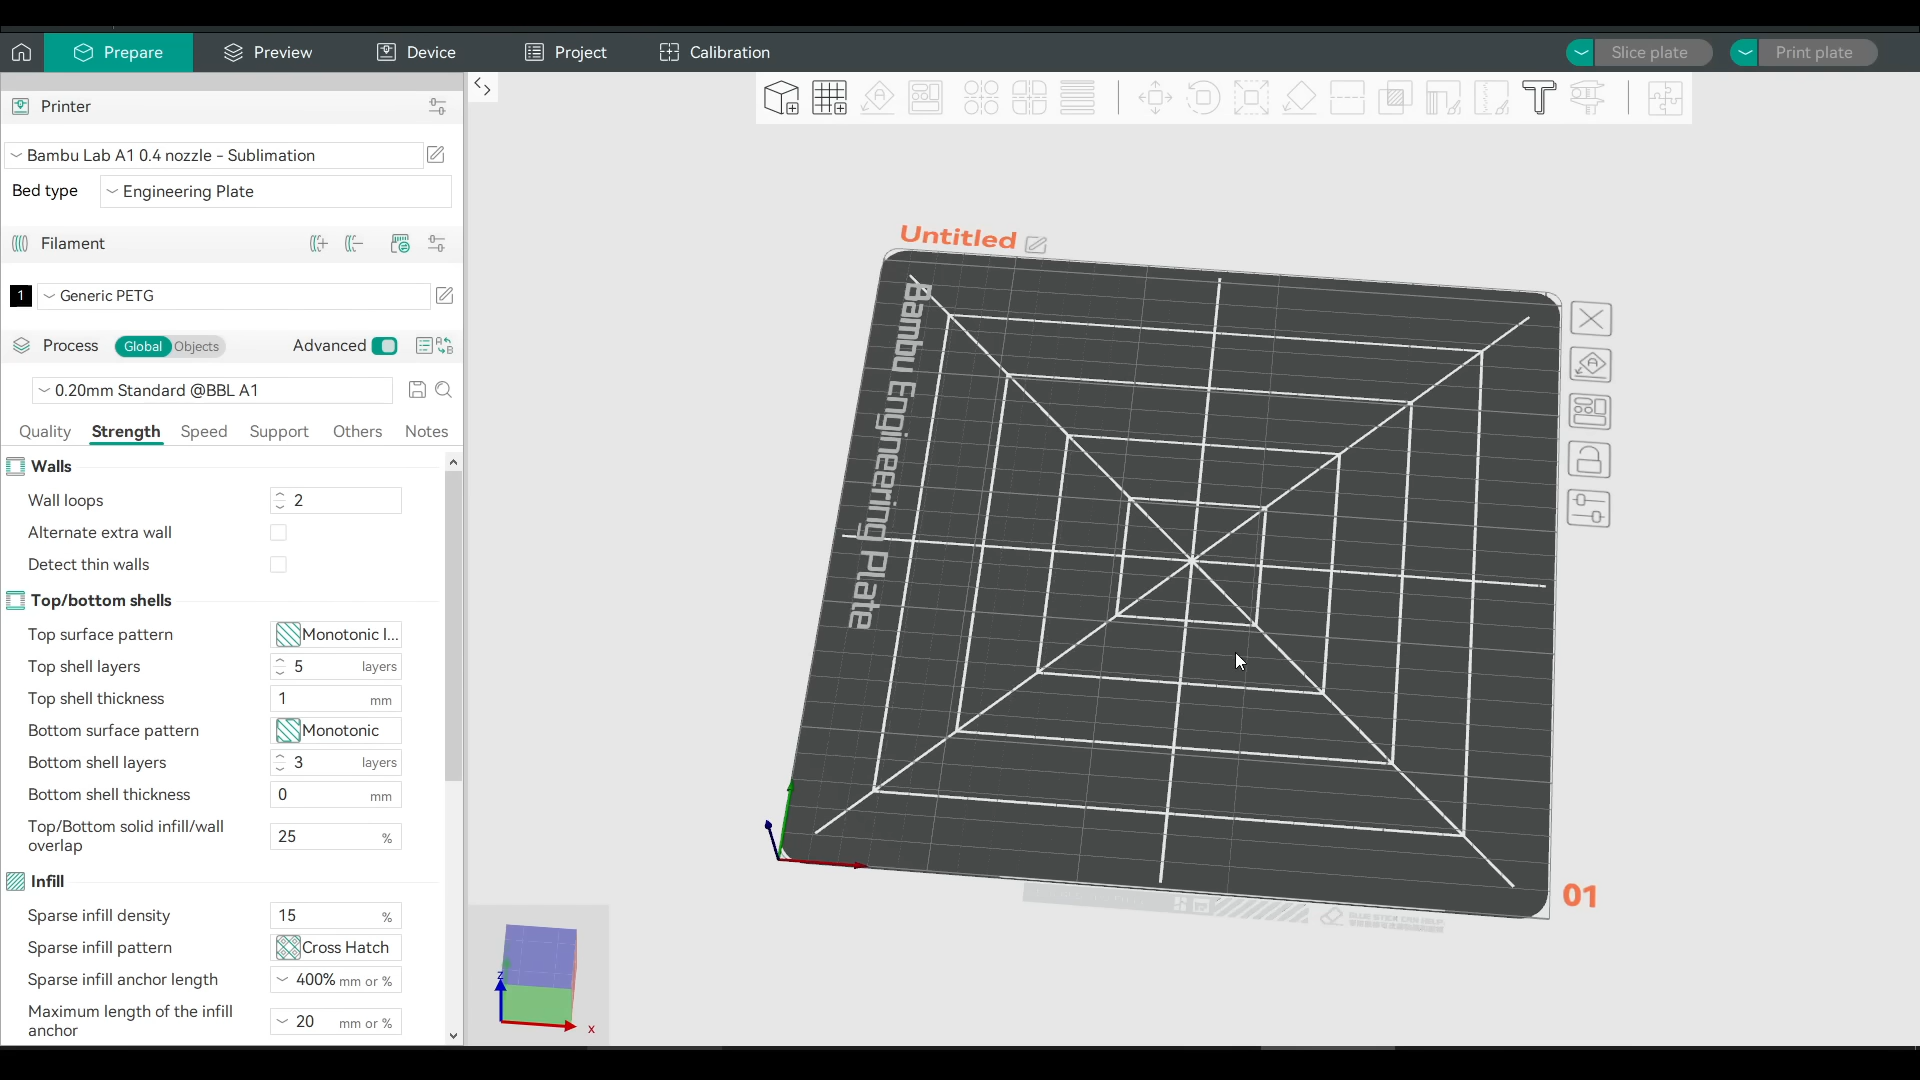 Prepare
Preview
Device
Project
Calibration
Slice plate
Print plate
Printer
Bambu Lab A1 0.4 nozzle - Sublimation
Bed type
Engineering Plate
Filament
1
Generic PETG
Process
Global
Objects
Advanced
0.20mm Standard @BBL A1
Quality
Strength
Speed
Support
Others
Notes
Walls
Wall loops
2
Alternate extra wall
Detect thin walls
Top/bottom shells
Top surface pattern
Monotonic l...
Top shell layers
5
layers
Top shell thickness
1
mm
Bottom surface pattern
Monotonic
Bottom shell layers
3
layers
Bottom shell thickness
0
mm
Top/Bottom solid infill/wall
overlap
25
%
Infill
Sparse infill density
15
%
Sparse infill pattern
Cross Hatch
Sparse infill anchor length
400%
mm or %
Maximum length of the infill
anchor
20
mm or %
Untitled
Bambu Engineering Plate
01
z
x